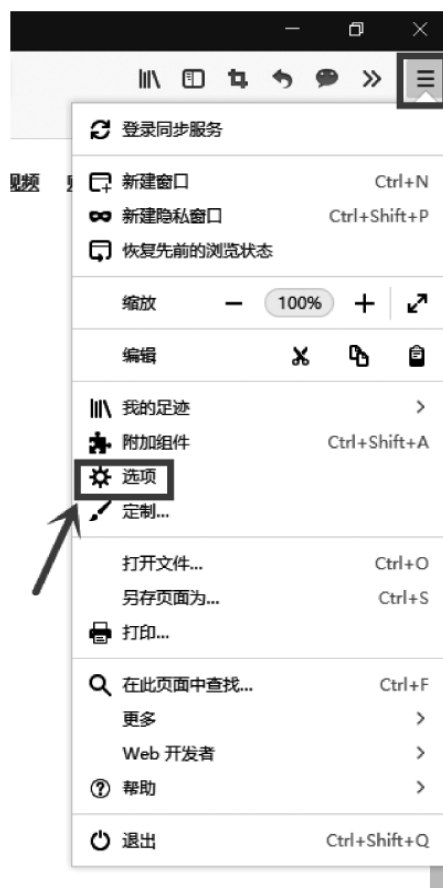 登录同步服务
视频
新建窗口 Ctrl+N
新建隐私窗口 Ctrl+Shift+P
恢复先前的浏览状态
缩放 100%
编辑
我的足迹
附加组件 Ctrl+Shift+A
选项
定制...
打开文件... Ctrl+O
另存页面为... Ctrl+S
打印...
在此页面中查找... Ctrl+F
更多
Web 开发者
帮助
退出 Ctrl+Shift+Q